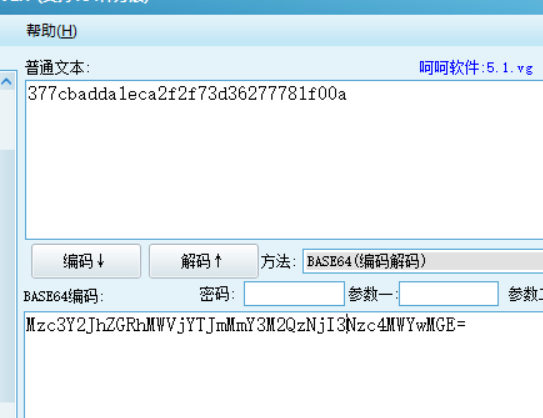 帮助(H)
普通文本:
呵呵软件:5.1.vg
377cbadda1eca2f2f73d36277781f00a
编码↓ 解码↑ 方法: BASE64(编码解码)
BASE64编码: 密码: 参数一: 参数
Mzc3Y2JhZGRhMWVjYTJmMmY3M2QzNjI3Nzc4MWYwMGE=